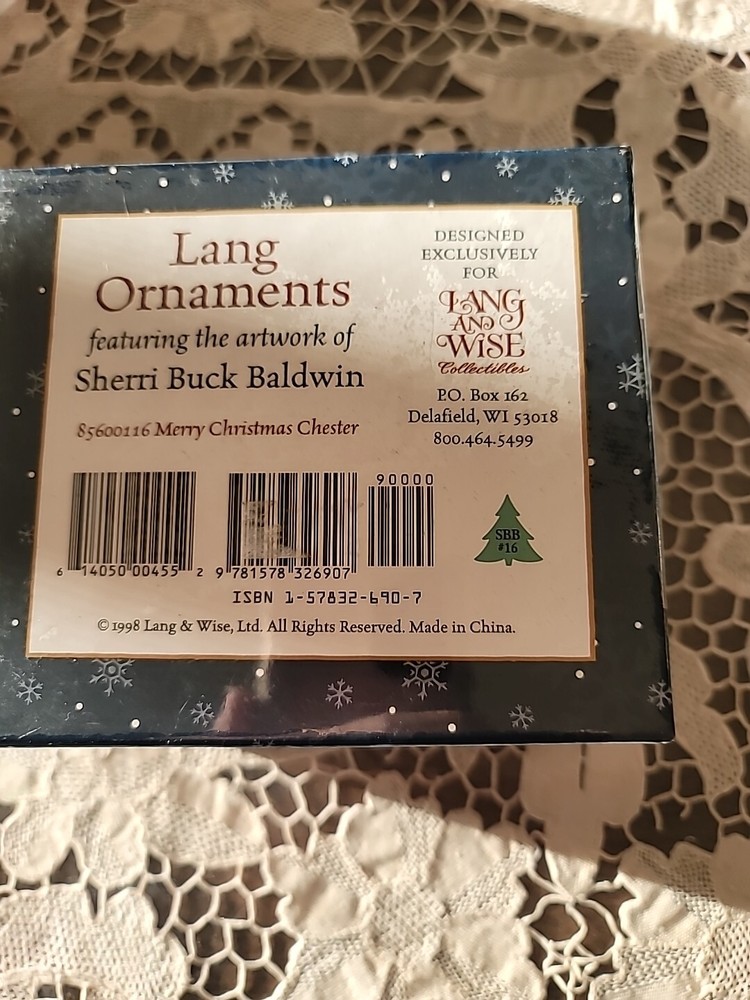 Lang
Ornaments
featuring the artwork of
Sherri Buck Baldwin
85600116 Merry Christmas Chester
DESIGNED
EXCLUSIVELY
FOR
LANG
AND
WISE
Collectibles
P.O. Box 162
Delafield, WI 53018
800.464.5499
90000
6 14050 00455 2
9 781578 326907
SBB
#16
ISBN 1-57832-690-7
© 1998 Lang & Wise, Ltd. All Rights Reserved. Made in China.